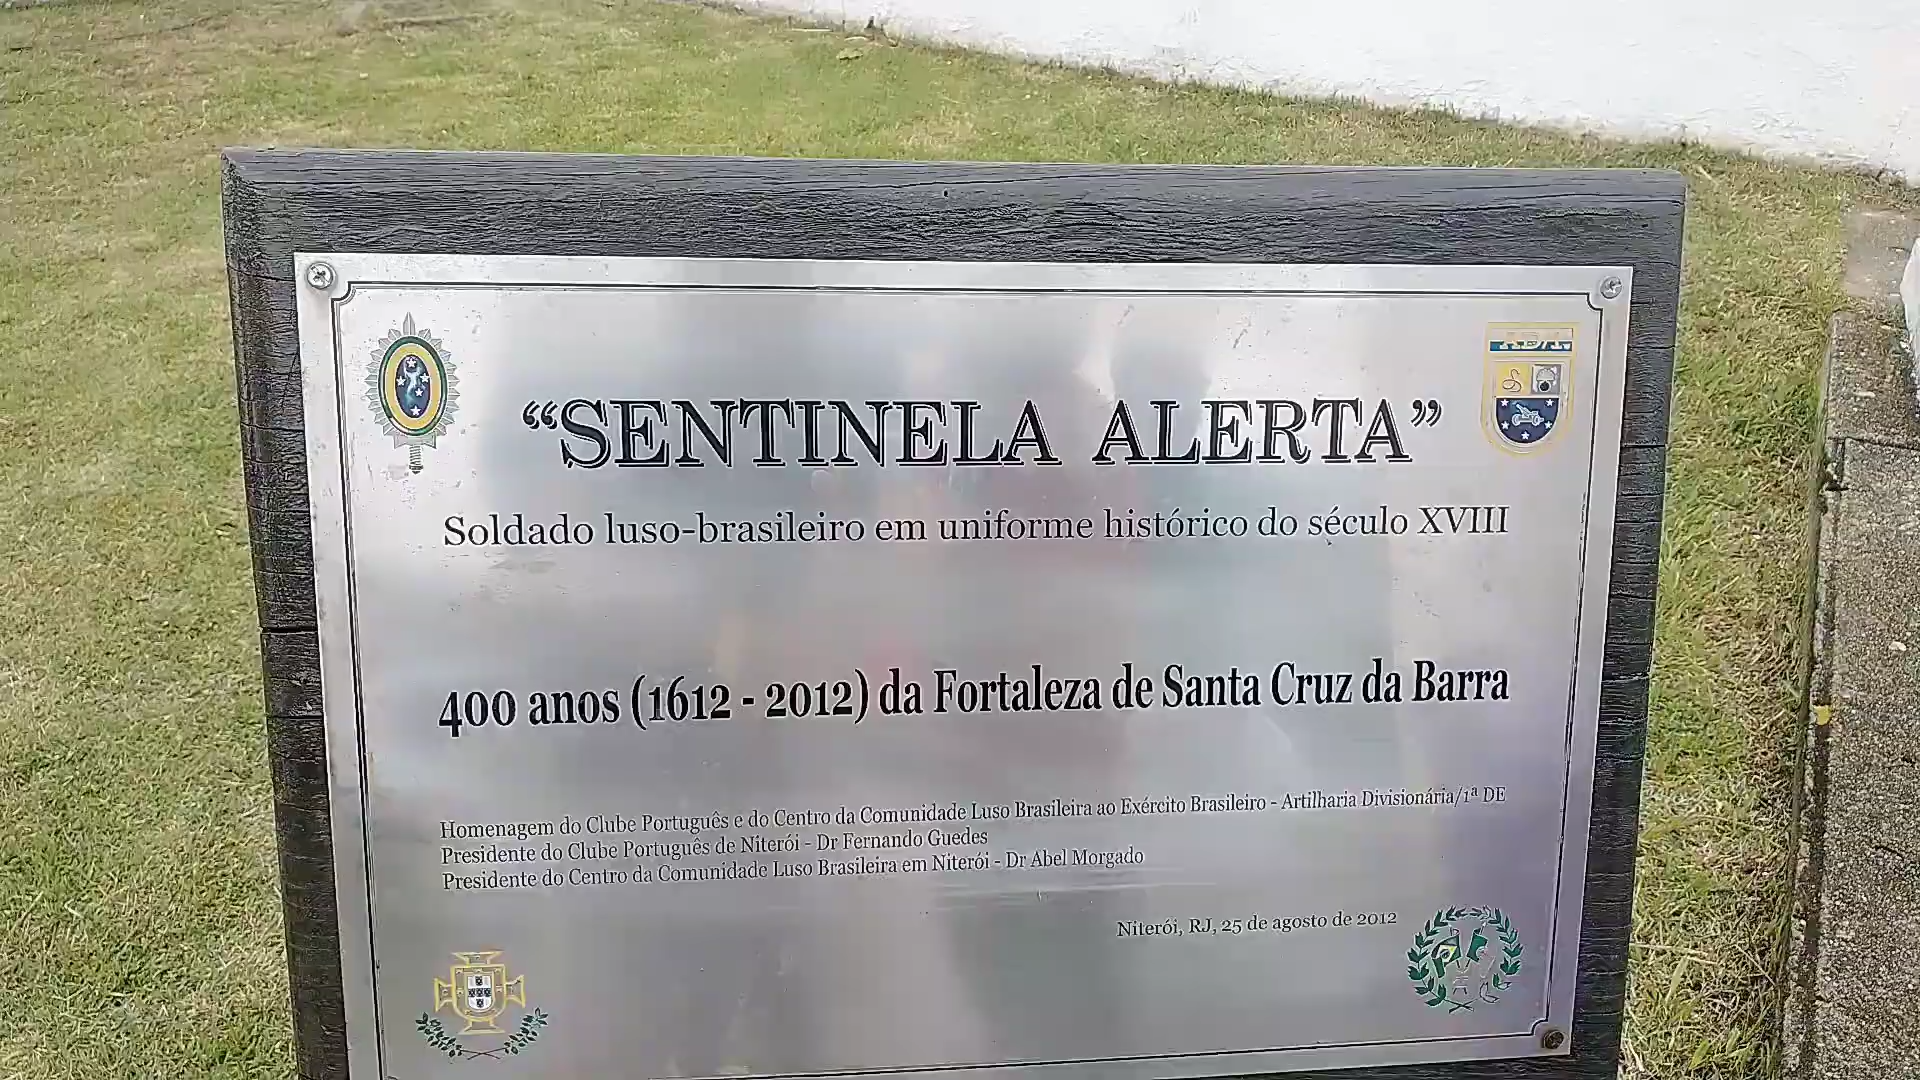 “SENTINELA ALERTA”
Soldado luso-brasileiro em uniforme histórico do século XVIII
400 anos (1612 - 2012) da Fortaleza de Santa Cruz da Barra
Homenagem do Clube Português e do Centro da Comunidade Luso Brasileira ao Exército Brasileiro - Artilharia Divisionária/1ª DE
Presidente do Clube Português de Niterói - Dr Fernando Guedes
Presidente do Centro da Comunidade Luso Brasileira em Niterói - Dr Abel Morgado
Niterói, RJ, 25 de agosto de 2012